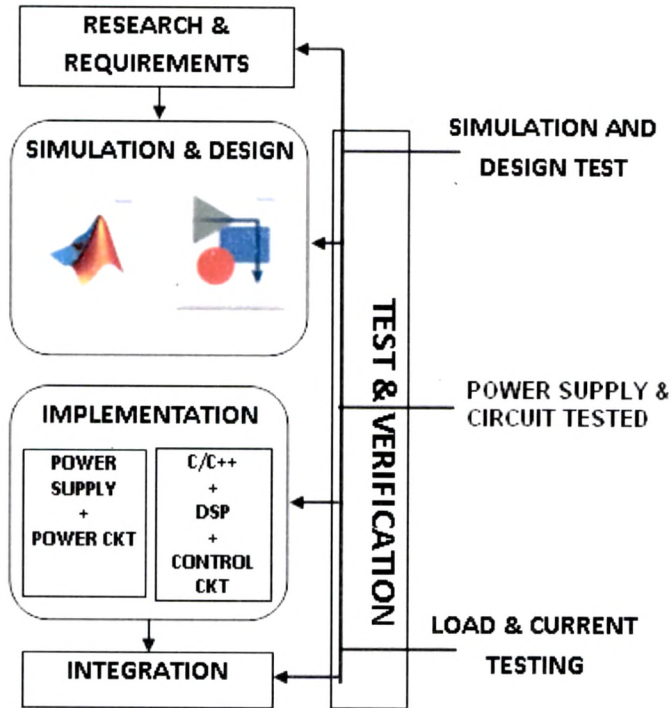 RESEARCH &
REQUIREMENTS
SIMULATION & DESIGN
IMPLEMENTATION
POWER
SUPPLY
+
POWER CKT
C/C++
+
DSP
+
CONTROL
CKT
INTEGRATION
TEST & VERIFICATION
SIMULATION AND
DESIGN TEST
POWER SUPPLY &
CIRCUIT TESTED
LOAD & CURRENT
TESTING